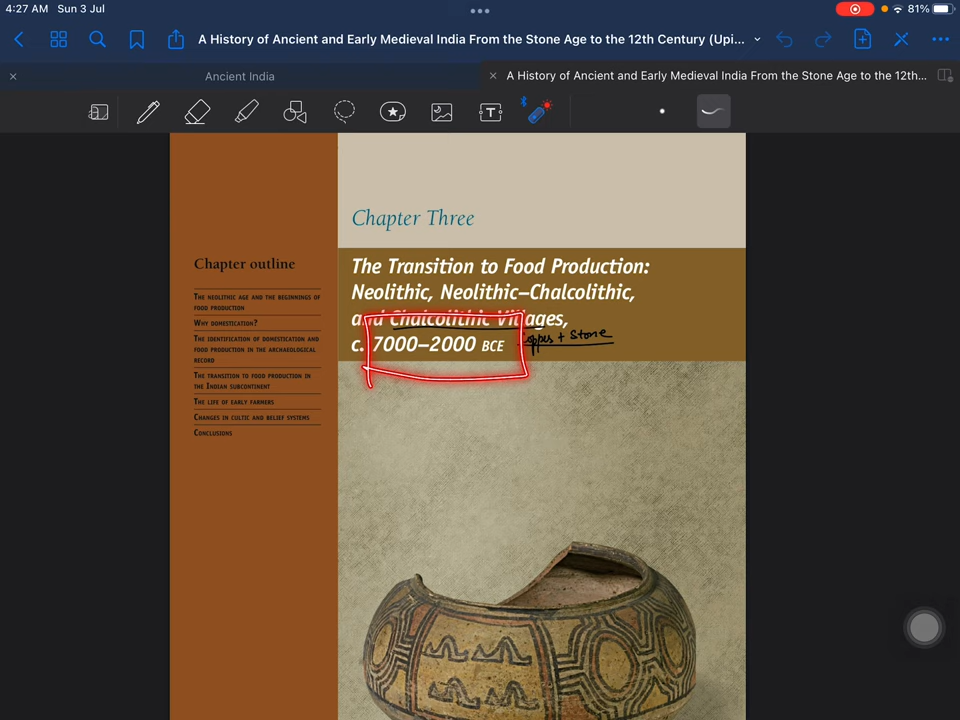 4:27 AM Sun 3 Jul
81%
A History of Ancient and Early Medieval India From the Stone Age to the 12th Century (Upi...
Ancient India
A History of Ancient and Early Medieval India From the Stone Age to the 12th...
Chapter Three
The Transition to Food Production:
Neolithic, Neolithic–Chalcolithic,
and Chalcolithic Villages,
c. 7000–2000 BCE
Copper + Stone
Chapter outline
The neolithic age and the beginnings of
food production
Why domestication?
The identification of domestication and
food production in the archaeological
record
The transition to food production in
the Indian subcontinent
The life of early farmers
Changes in cultic and belief systems
Conclusions